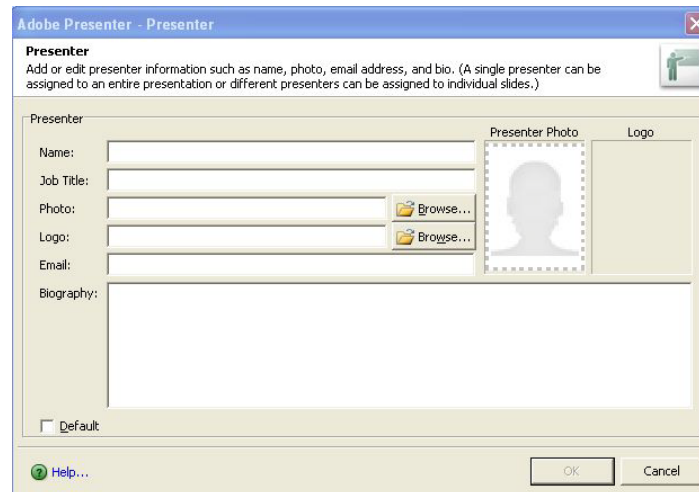 Adobe Presenter - Presenter
Presenter
Add or edit presenter information such as name, photo, email address, and bio. (A single presenter can be
assigned to an entire presentation or different presenters can be assigned to individual slides.)
Presenter
Presenter Photo
Logo
Name:
Job Title:
Photo:
Browse...
Logo:
Browse...
Email:
Biography:
Default
Help...
OK
Cancel